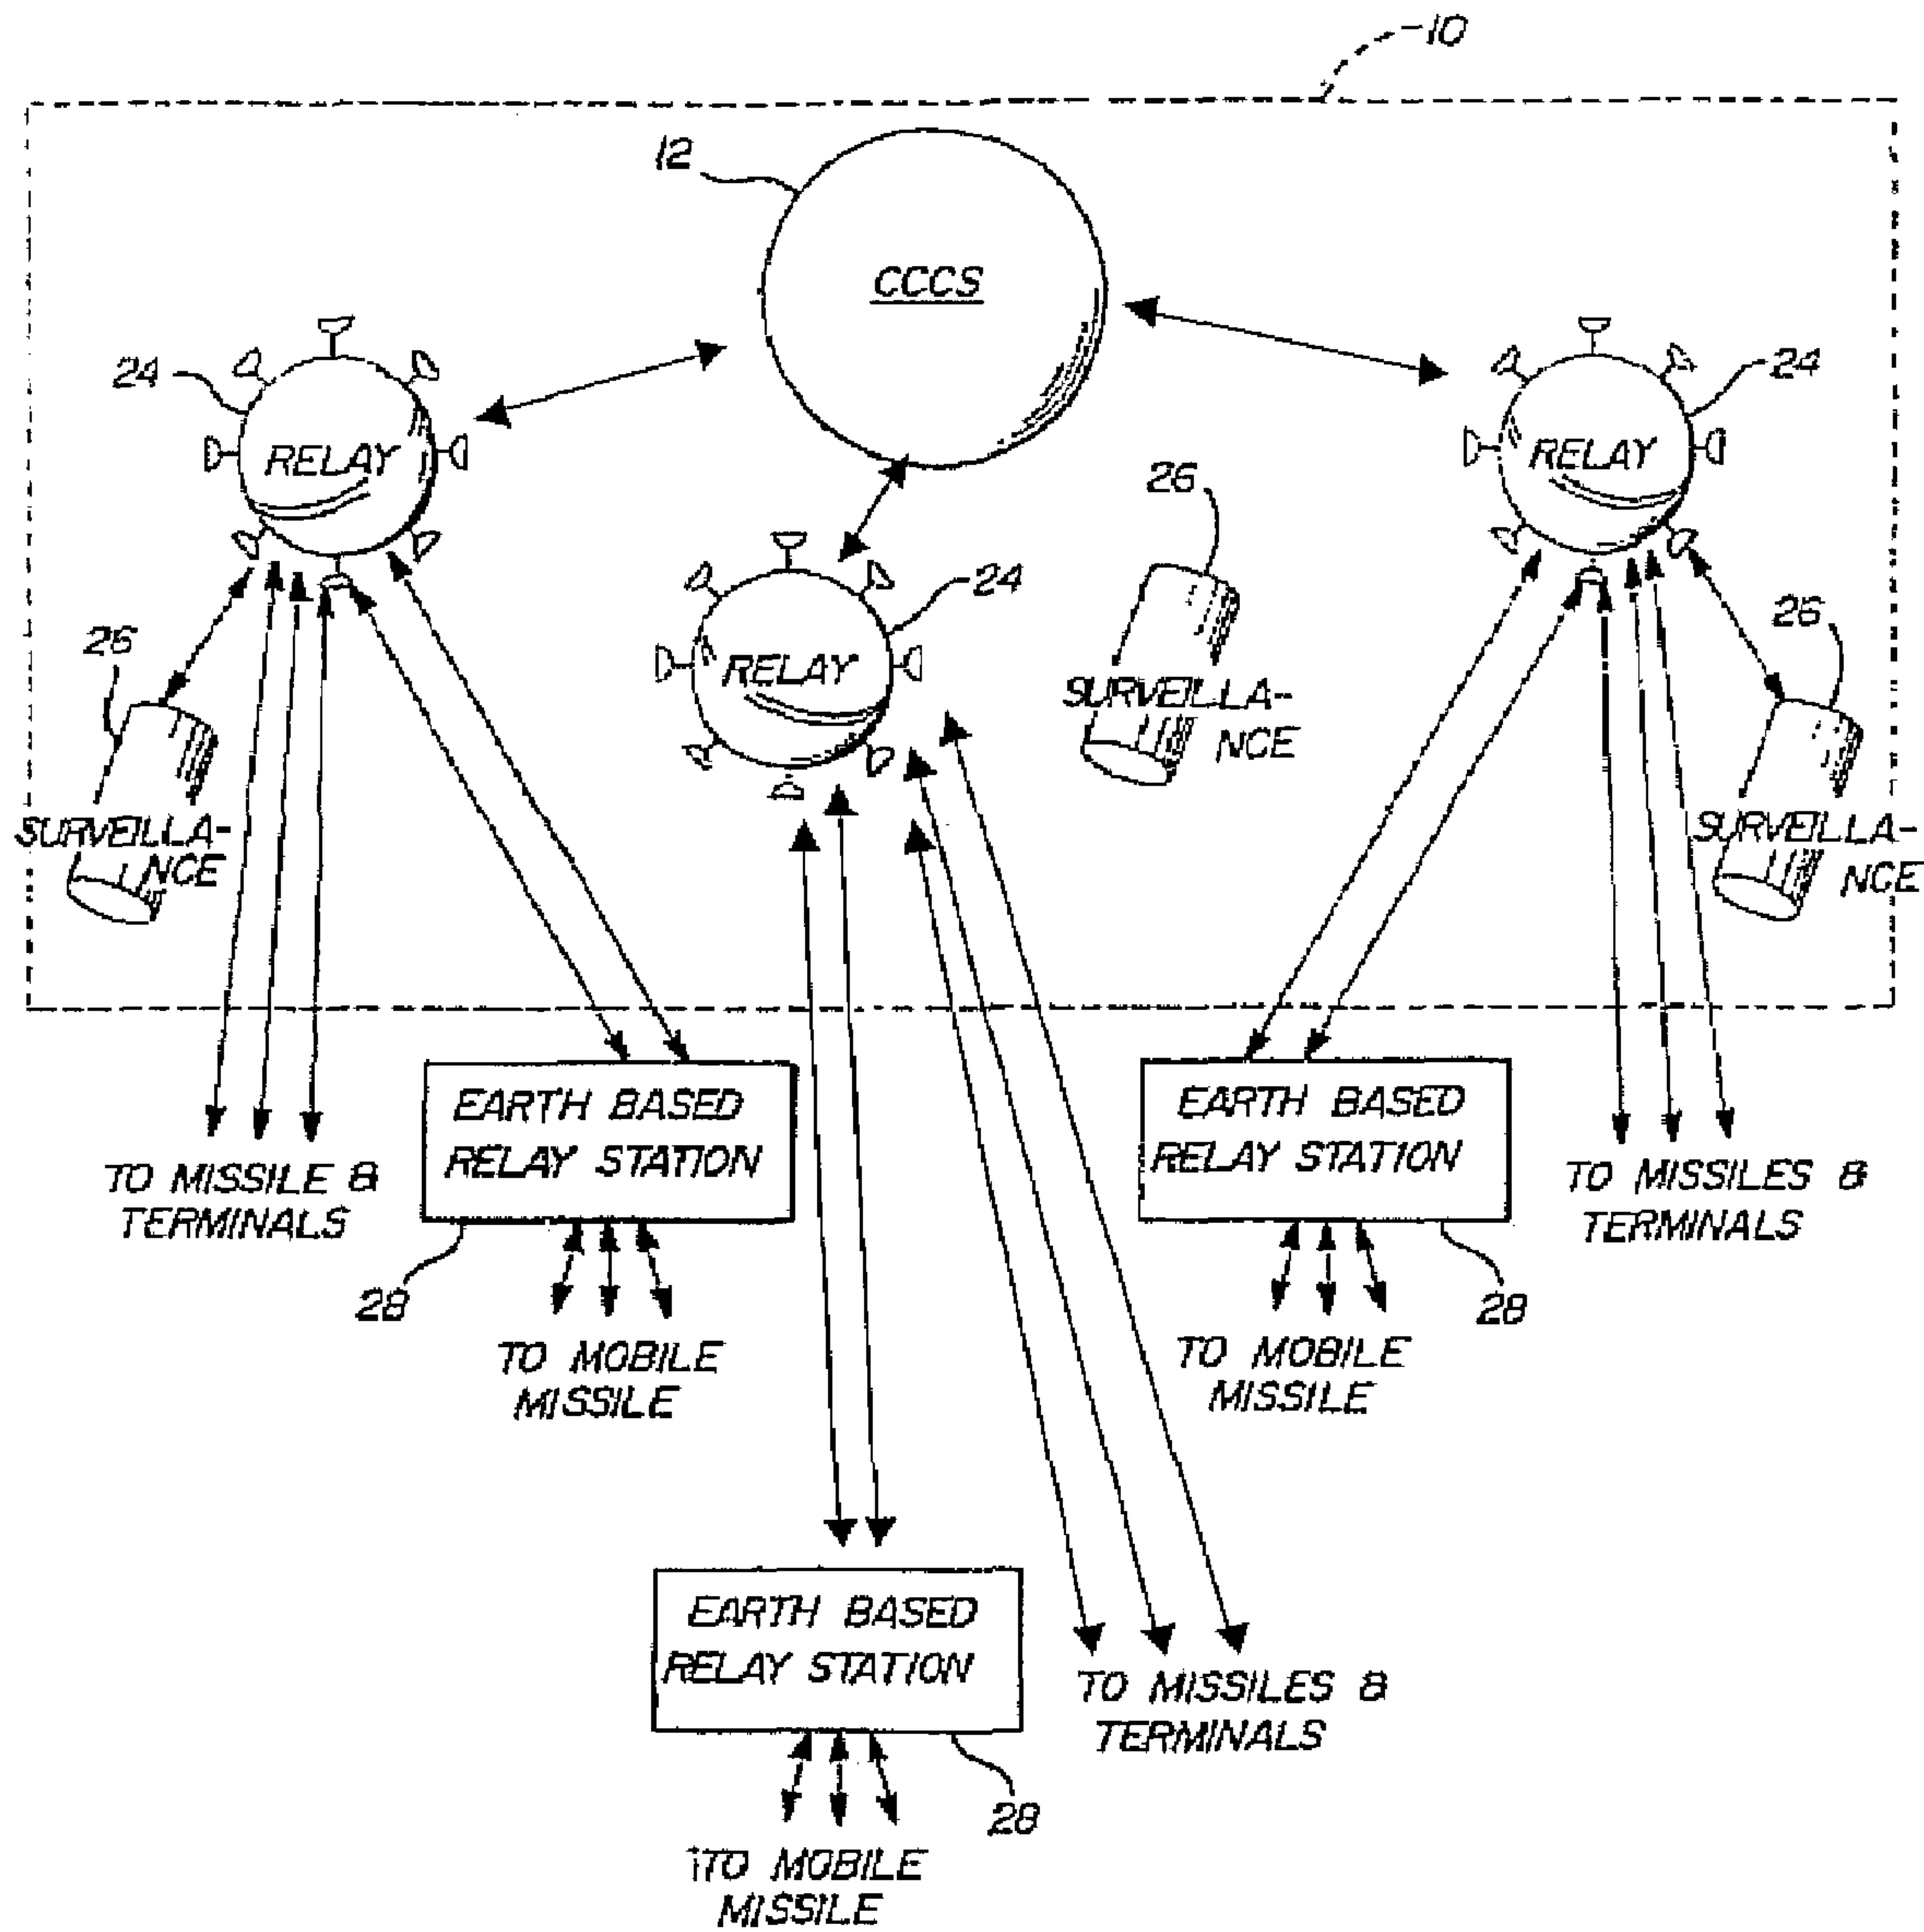 10
12
CCCS
24
RELAY
24
RELAY
26
24
RELAY
26
26
SURVEILLA-
NCE
SURVEILLA-
NCE
SURVEILLA-
NCE
EARTH BASED
RELAY STATION
EARTH BASED
RELAY STATION
TO MISSILE &
TERMINALS
TO MISSILES &
TERMINALS
28
28
TO MOBILE
MISSILE
TO MOBILE
MISSILE
EARTH BASED
RELAY STATION
TO MISSILES &
TERMINALS
28
TO MOBILE
MISSILE